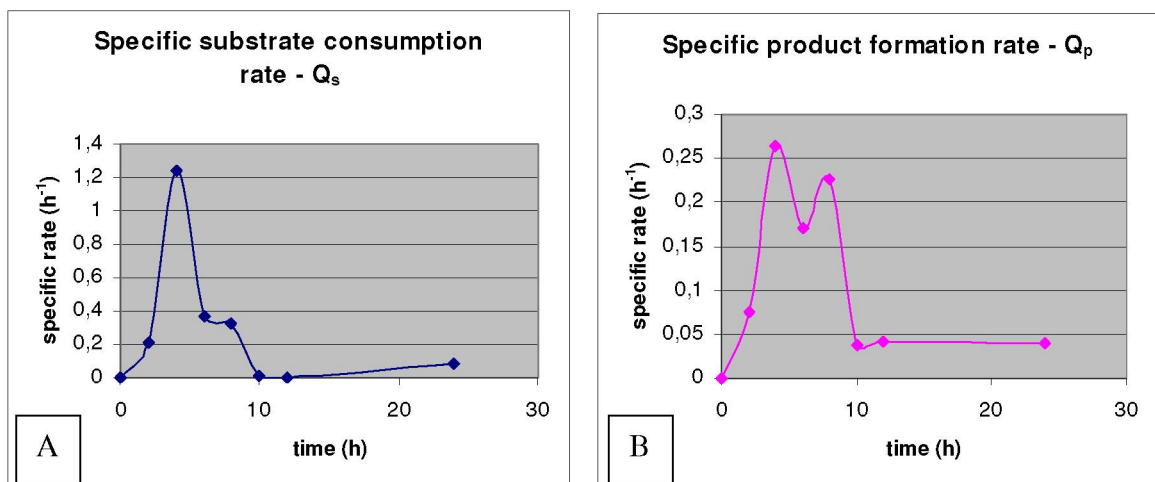 Specific substrate consumption
rate - Qs
specific rate (h-1)
1,4
1,2
1
0,8
0,6
0,4
0,2
0
0
10
20
30
time (h)
A
Specific product formation rate - Qp
specific rate (h-1)
0,3
0,25
0,2
0,15
0,1
0,05
0
0
10
20
30
time (h)
B